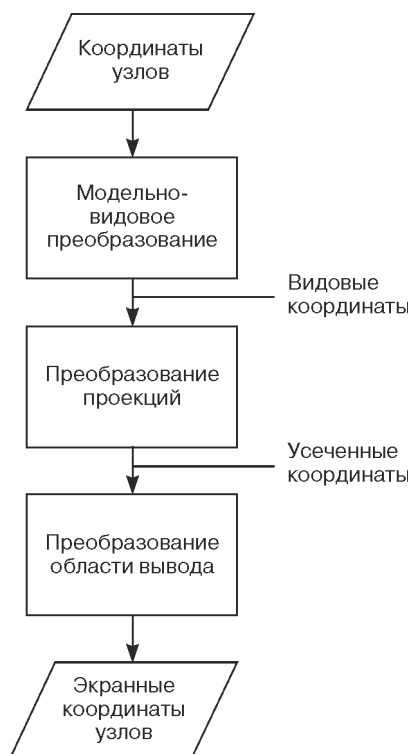 Координаты
узлов
Модельно-
видовое
преобразование
Видовые
координаты
Преобразование
проекций
Усеченные
координаты
Преобразование
области вывода
Экранные
координаты
узлов